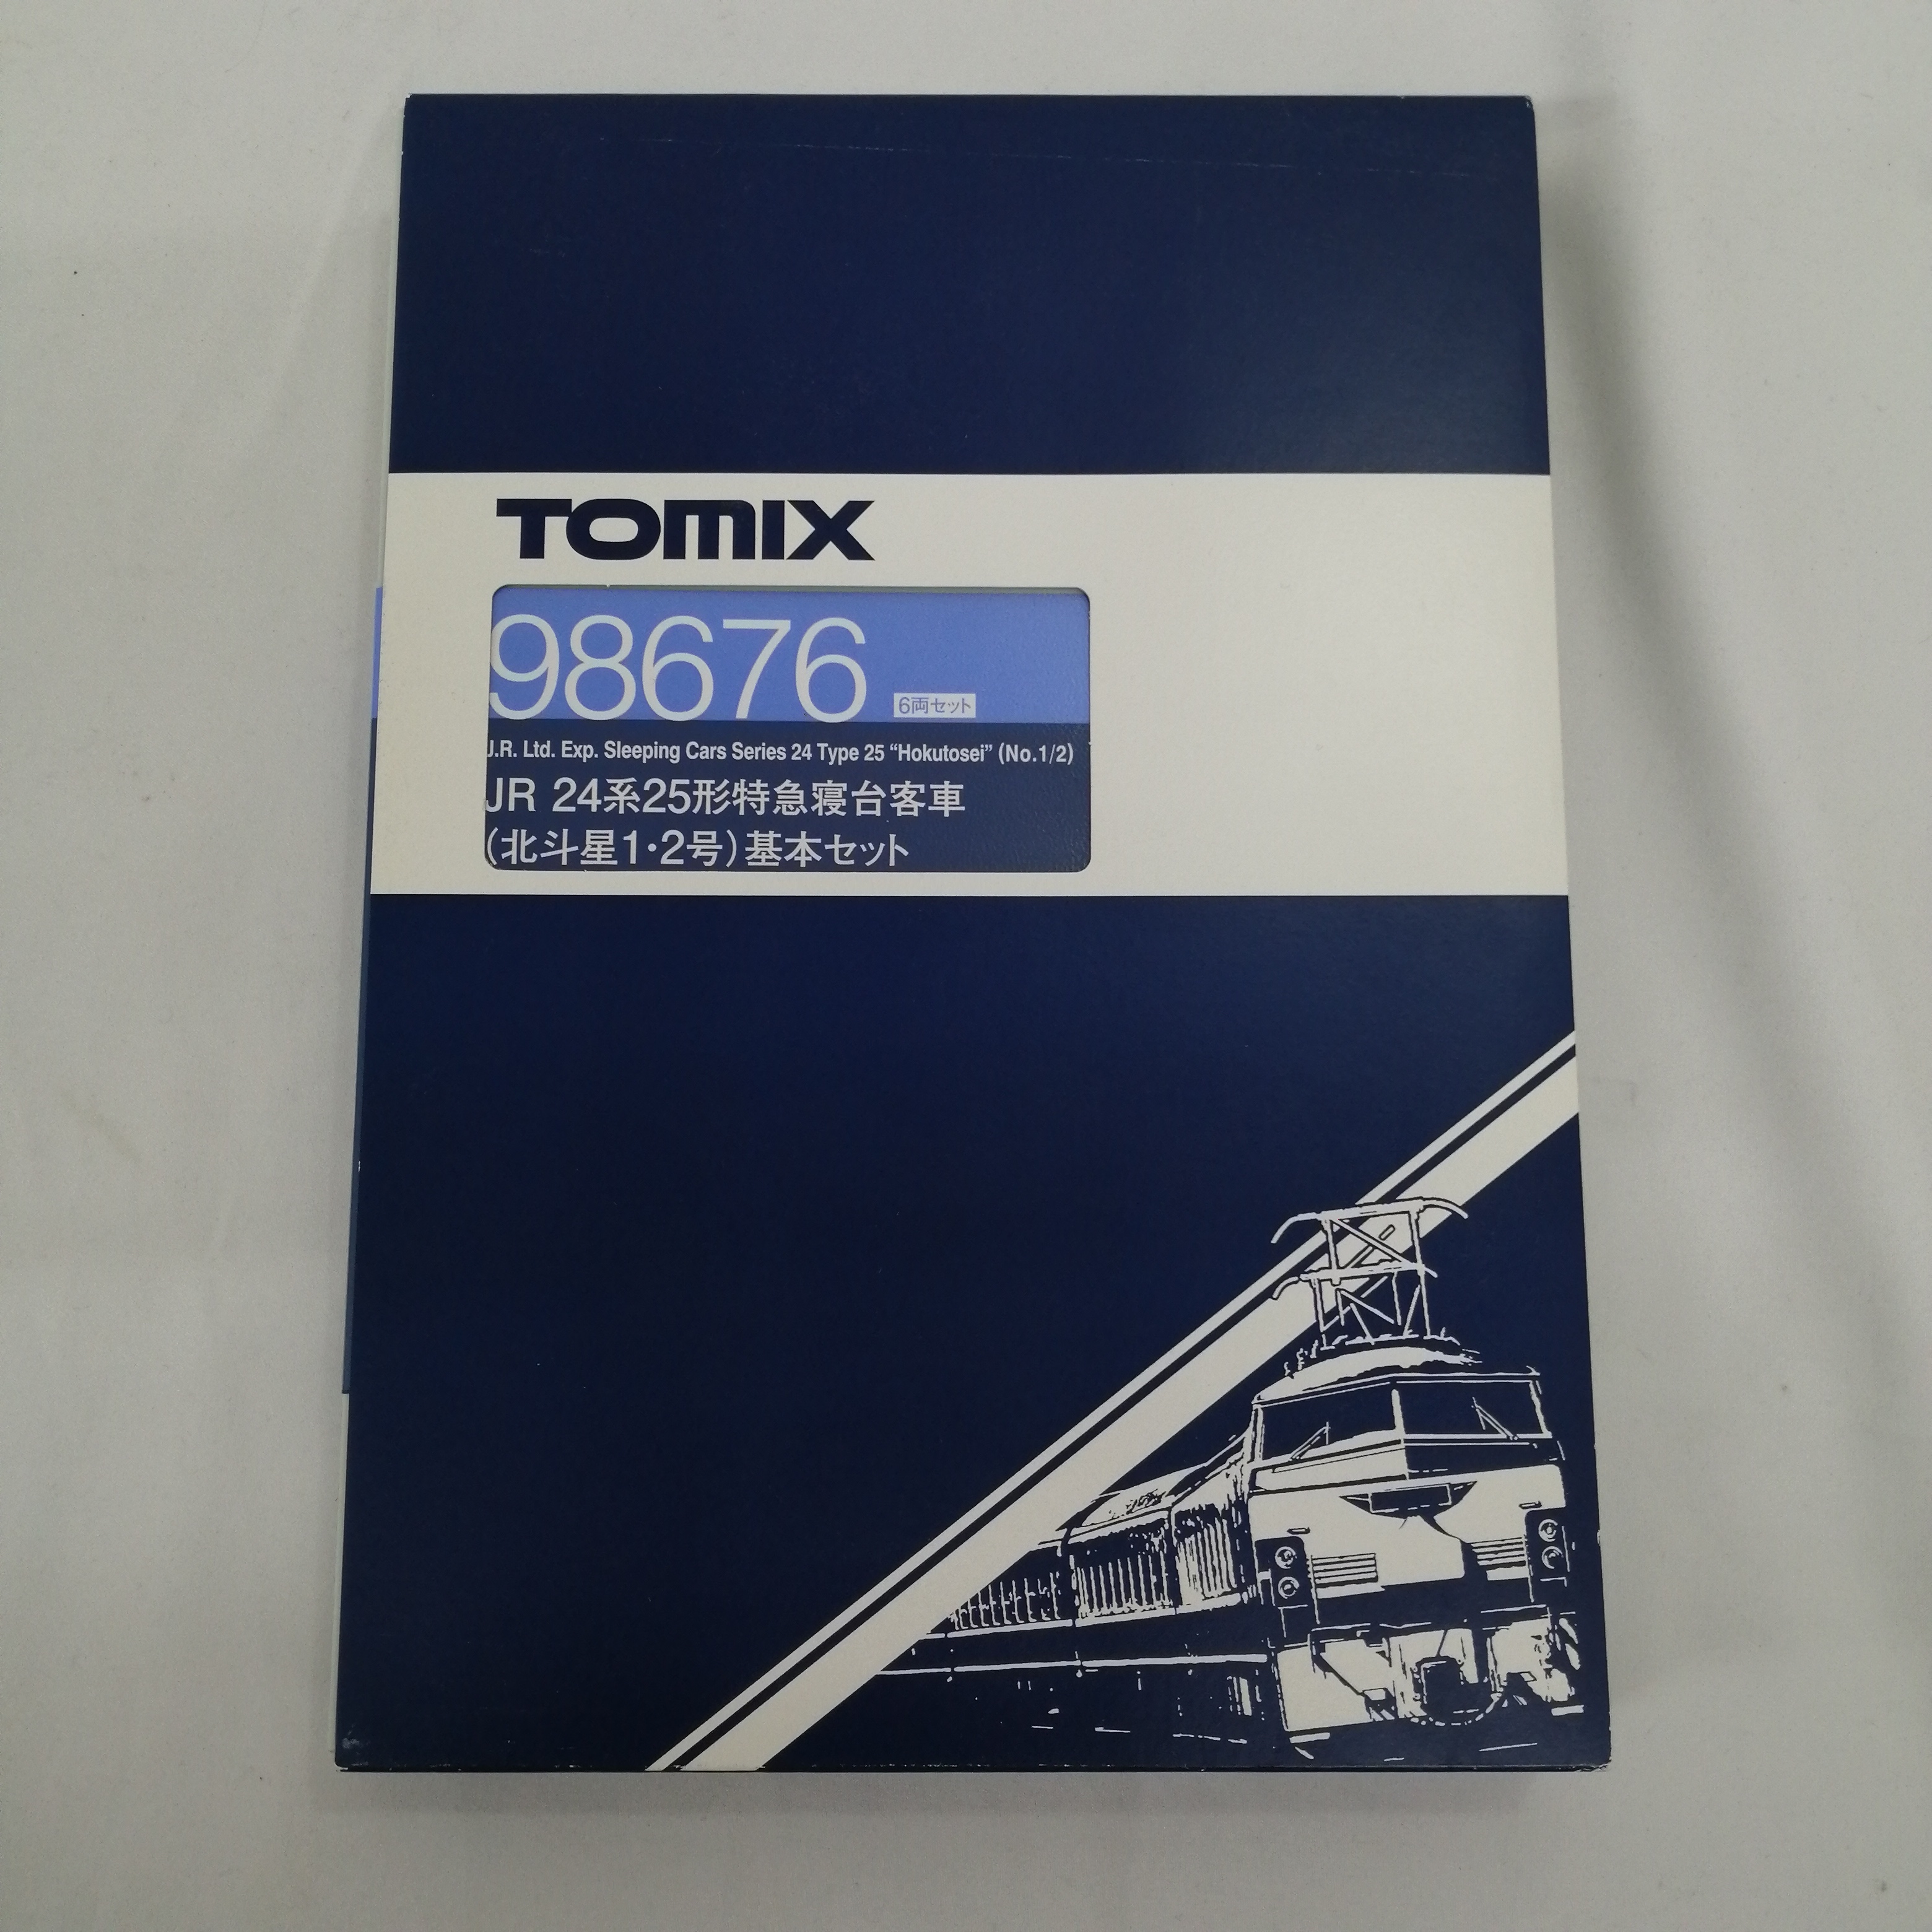 TOMIX
98676
6両セット
J.R. Ltd. Exp. Sleeping Cars Series 24 Type 25 “Hokutosei” (No.1/2)
JR 24系25形特急寝台客車
(北斗星1・2号)基本セット